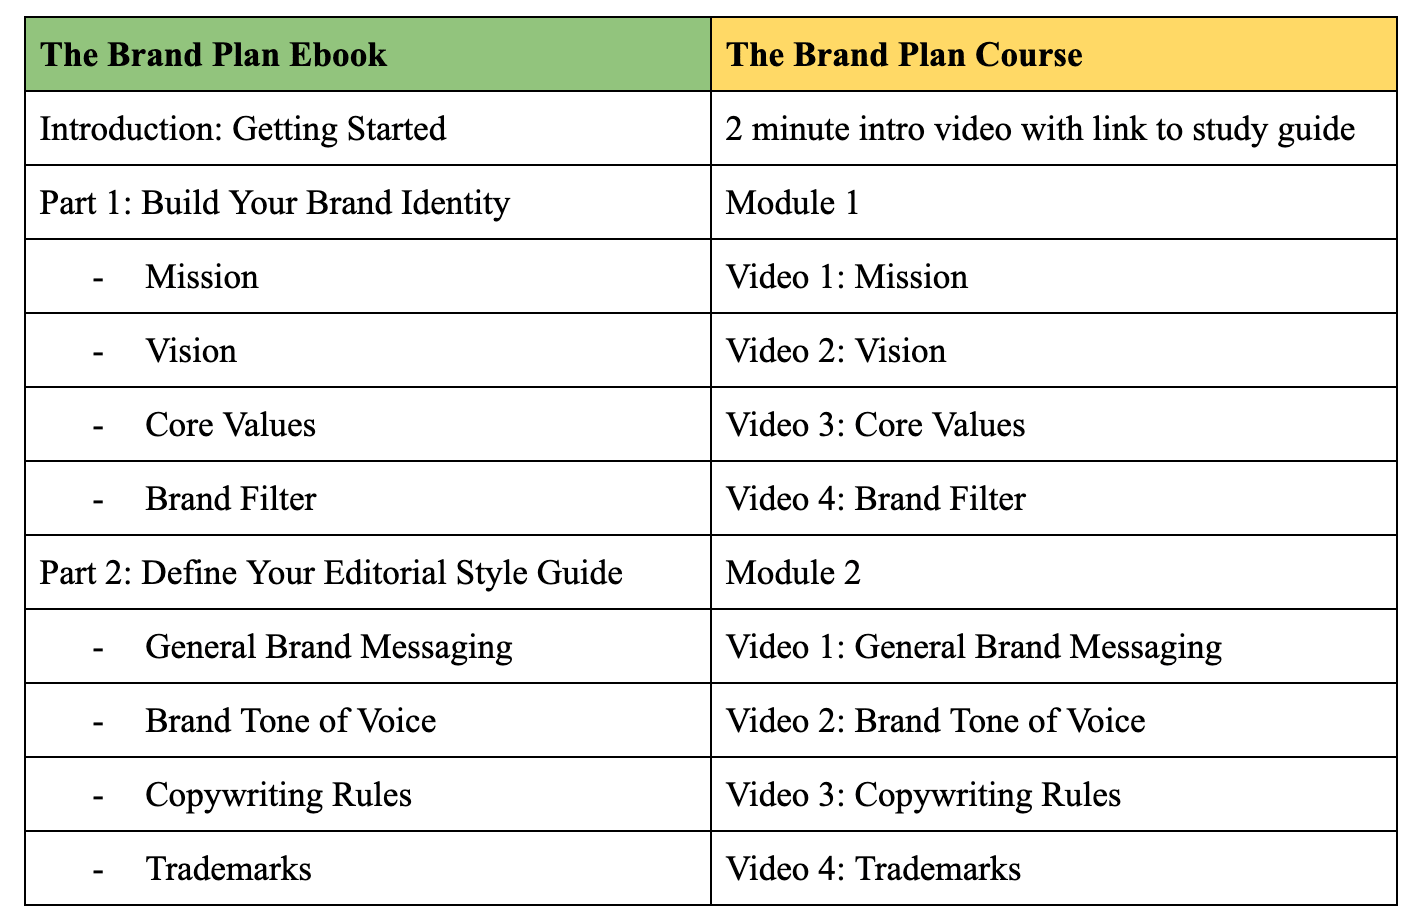 The Brand Plan Ebook The Brand Plan Course
Introduction: Getting Started 2 minute intro video with link to study guide
Part 1: Build Your Brand Identity Module 1
- Mission Video 1: Mission
- Vision Video 2: Vision
- Core Values Video 3: Core Values
- Brand Filter Video 4: Brand Filter
Part 2: Define Your Editorial Style Guide Module 2
- General Brand Messaging Video 1: General Brand Messaging
- Brand Tone of Voice Video 2: Brand Tone of Voice
- Copywriting Rules Video 3: Copywriting Rules
- Trademarks Video 4: Trademarks